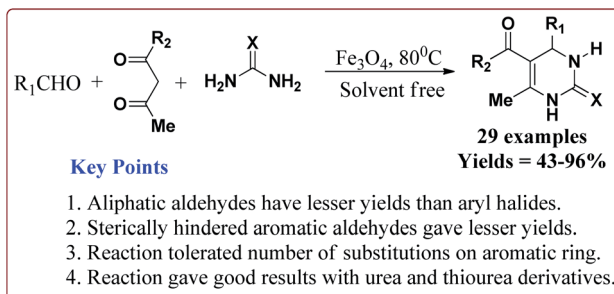 R₁CHO + O R₂ O Me + X H₂N NH₂
Fe₃O₄, 80⁰C
Solvent free
O R₁ R₂ N H Me N H X
29 examples
Yields = 43-96%
Key Points
1. Aliphatic aldehydes have lesser yields than aryl halides.
2. Sterically hindered aromatic aldehydes gave lesser yields.
3. Reaction tolerated number of substitutions on aromatic ring.
4. Reaction gave good results with urea and thiourea derivatives.